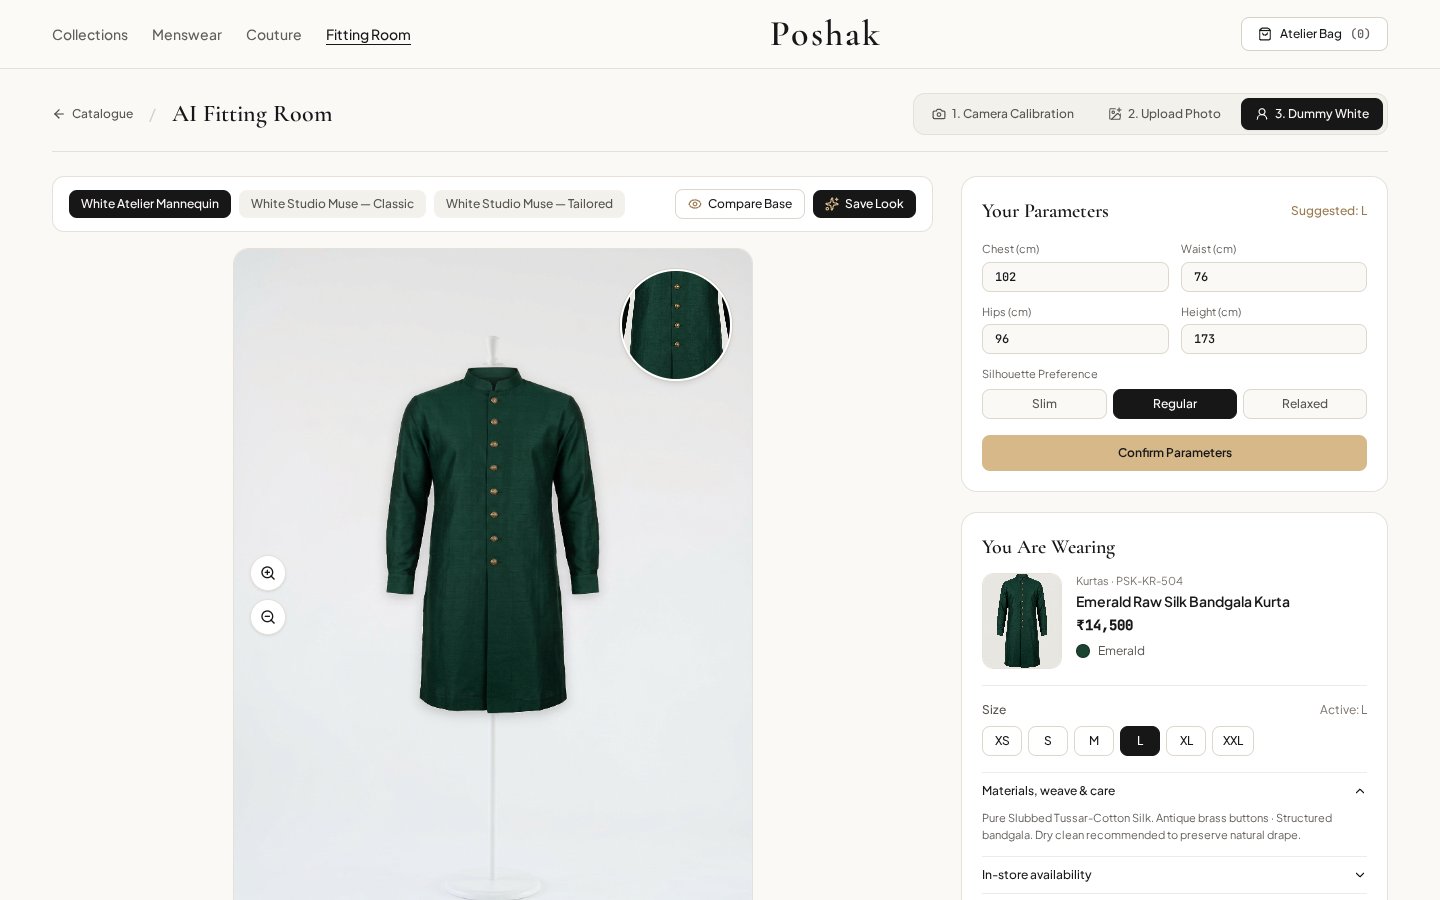 Collections Menswear Couture Fitting Room
Poshak
Atelier Bag (0)
Catalogue / AI Fitting Room
1. Camera Calibration 2. Upload Photo 3. Dummy White
White Atelier Mannequin White Studio Muse — Classic White Studio Muse — Tailored Compare Base Save Look
Your Parameters Suggested: L
Chest (cm) Waist (cm)
102 76
Hips (cm) Height (cm)
96 173
Silhouette Preference
Slim Regular Relaxed
Confirm Parameters
You Are Wearing
Kurtas · PSK-KR-504
Emerald Raw Silk Bandgala Kurta
₹14,500
Emerald
Size Active: L
XS S M L XL XXL
Materials, weave & care
Pure Slubbed Tussar-Cotton Silk. Antique brass buttons · Structured
bandgala. Dry clean recommended to preserve natural drape.
In-store availability